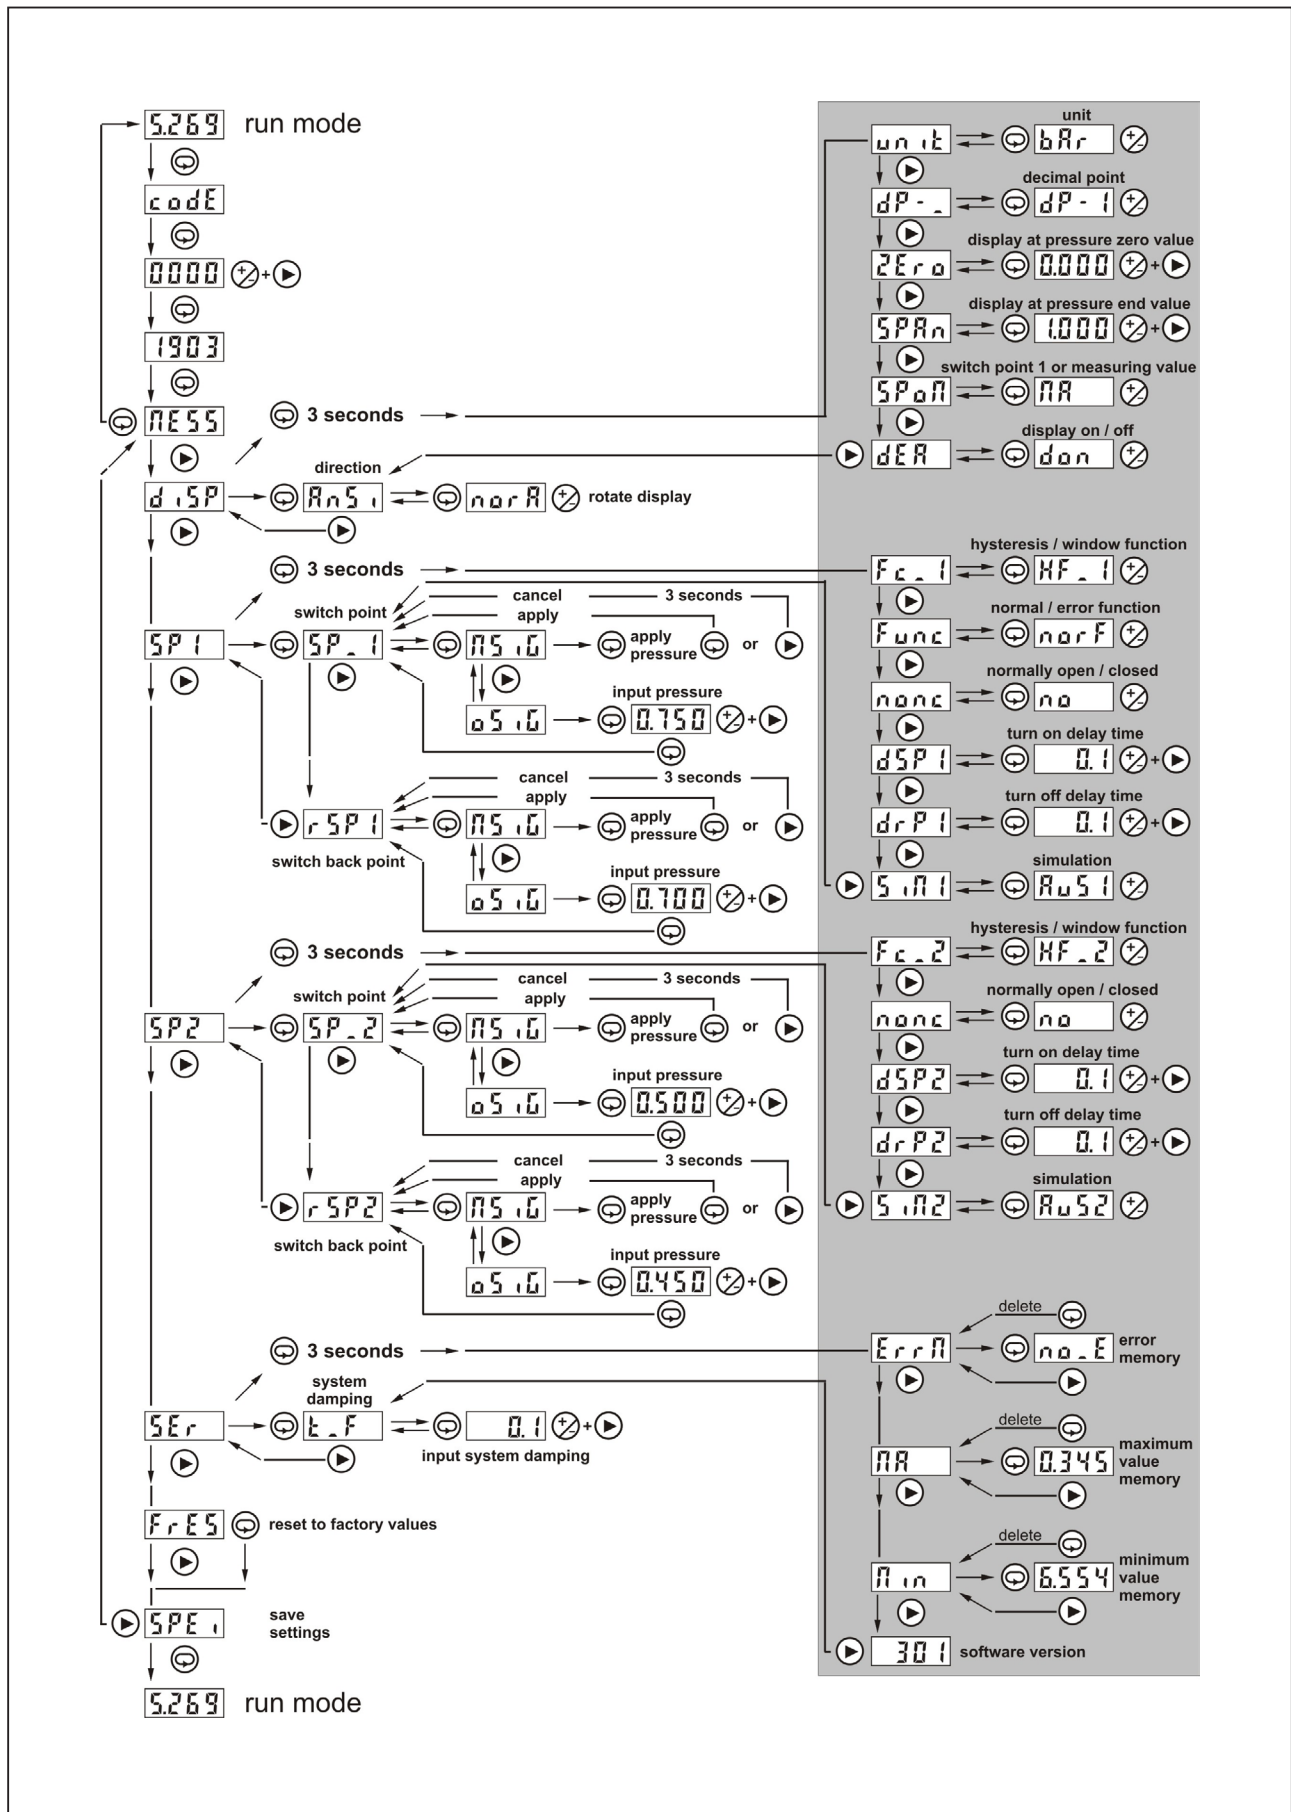 5.269 run mode
codE
0000 +
1903
MESS
3 seconds
diSP
direction
AnSi
norA
rotate display
3 seconds
switch point
cancel
3 seconds
apply
SP1
SP_1
MSiG
apply
pressure
or
input pressure
oSiG
0.750 +
cancel
3 seconds
apply
rSP1
MSiG
apply
pressure
or
switch back point
input pressure
oSiG
0.700 +
3 seconds
switch point
cancel
3 seconds
apply
SP2
SP_2
MSiG
apply
pressure
or
input pressure
oSiG
0.500 +
cancel
3 seconds
apply
rSP2
MSiG
apply
pressure
or
switch back point
input pressure
oSiG
0.450 +
3 seconds
system
damping
SEr
t_F
0.1 +
input system damping
FrES
reset to factory values
SPEi
save
settings
5.269 run mode
unit
unit
bAr
decimal point
dP-_
dP-1
display at pressure zero value
ZEro
0.000 +
display at pressure end value
SPAn
1.000 +
switch point 1 or measuring value
SPoM
MA
display on / off
dEA
don
hysteresis / window function
Fc_1
HF_1
normal / error function
Func
norF
normally open / closed
nonc
no
turn on delay time
dSP1
0.1 +
turn off delay time
drP1
0.1 +
simulation
SiM1
AuS1
hysteresis / window function
Fc_2
HF_2
normally open / closed
nonc
no
turn on delay time
dSP2
0.1 +
turn off delay time
drP2
0.1 +
simulation
SiM2
AuS2
delete
ErrM
no_E
error
memory
delete
MA
0.345
maximum
value
memory
delete
Min
6.554
minimum
value
memory
301
software version